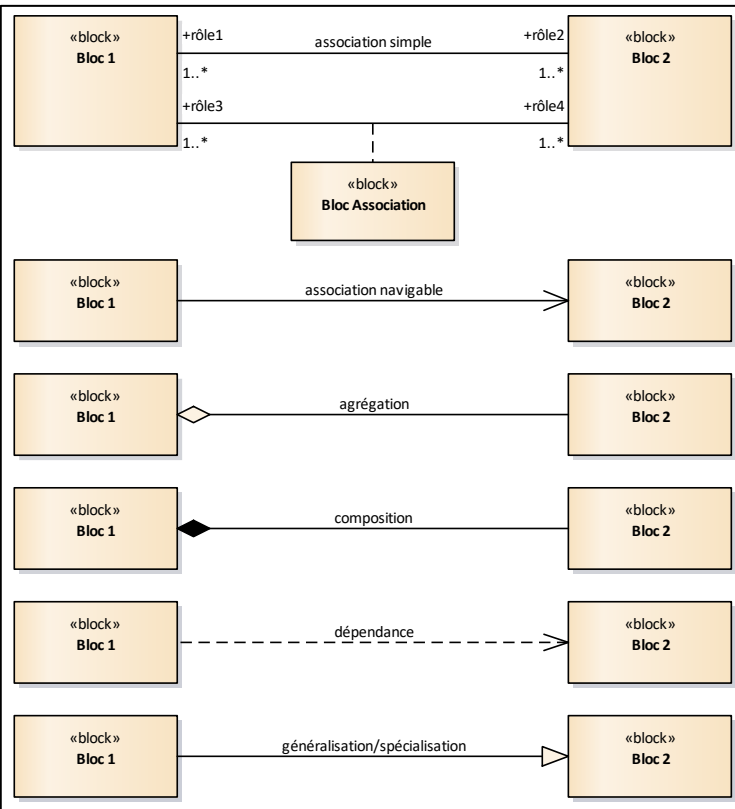 «block»
Bloc 1
+rôle1
association simple
+rôle2
1..*
1..*
+rôle3
+rôle4
1..*
1..*
«block»
Bloc 2
«block»
Bloc Association
«block»
Bloc 1
association navigable
«block»
Bloc 2
«block»
Bloc 1
agrégation
«block»
Bloc 2
«block»
Bloc 1
composition
«block»
Bloc 2
«block»
Bloc 1
dépendance
«block»
Bloc 2
«block»
Bloc 1
généralisation/spécialisation
«block»
Bloc 2